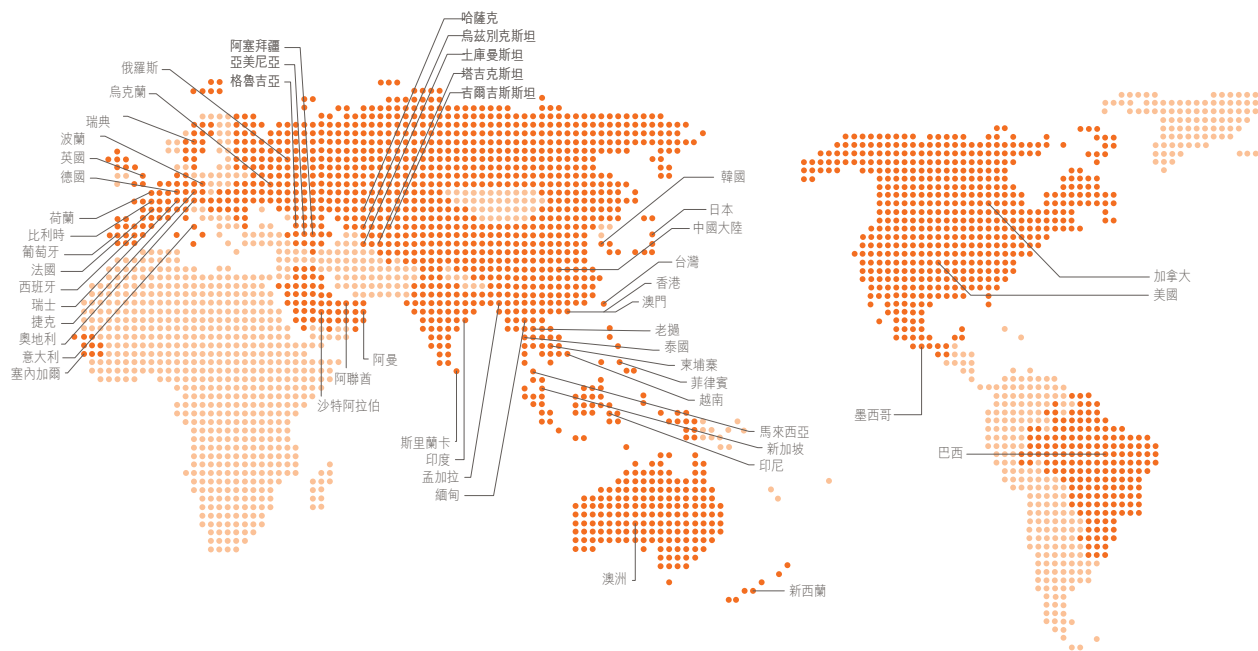 哈薩克
烏茲別克斯坦
土庫曼斯坦
塔吉克斯坦
吉爾吉斯斯坦
阿塞拜疆
亞美尼亞
格魯吉亞
俄羅斯
烏克蘭
瑞典
波蘭
英國
德國
荷蘭
比利時
葡萄牙
法國
西班牙
瑞士
捷克
奧地利
意大利
塞內加爾
阿曼
阿聯酋
沙特阿拉伯
斯里蘭卡
印度
孟加拉
緬甸
韓國
日本
中國大陸
台灣
香港
澳門
老撾
泰國
柬埔寨
菲律賓
越南
馬來西亞
新加坡
印尼
澳洲
新西蘭
加拿大
美國
墨西哥
巴西